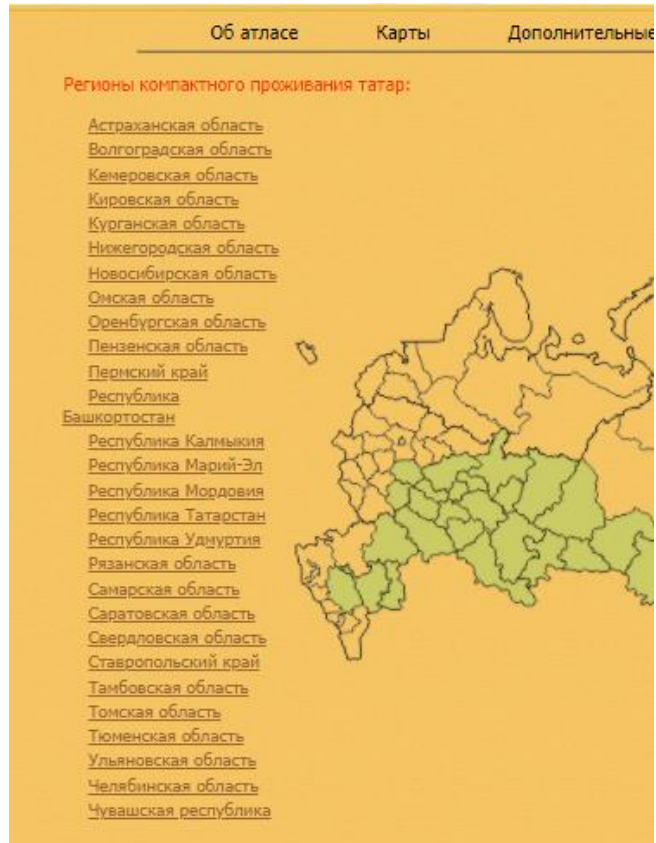 Об атласе Карты Дополнительные
Регионы компактного проживания татар:
Астраханская область
Волгоградская область
Кемеровская область
Кировская область
Курганская область
Нижегородская область
Новосибирская область
Омская область
Оренбургская область
Пензенская область
Пермский край
Республика
Башкортостан
Республика Калмыкия
Республика Марий-Эл
Республика Мордовия
Республика Татарстан
Республика Удмуртия
Рязанская область
Самарская область
Саратовская область
Свердловская область
Ставропольский край
Тамбовская область
Томская область
Тюменская область
Ульяновская область
Челябинская область
Чувашская республика